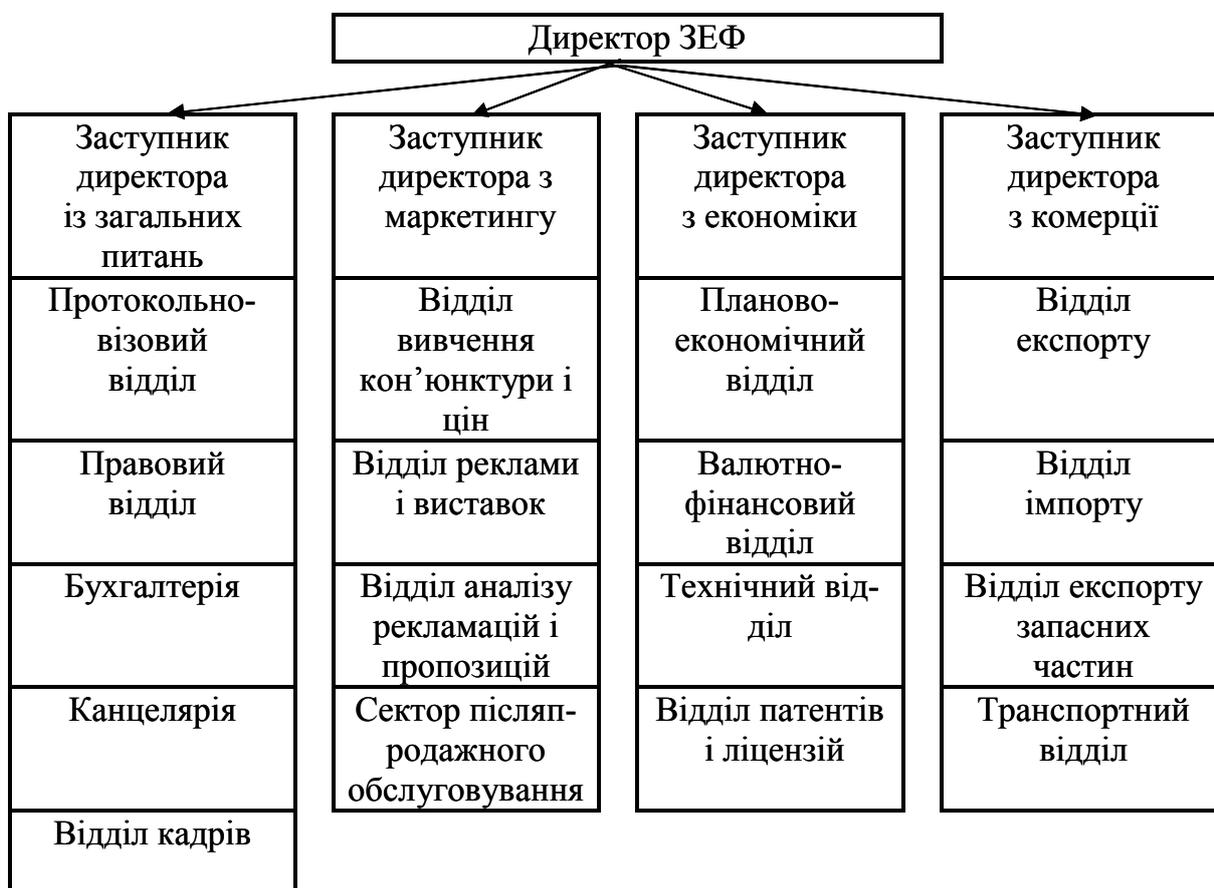 Директор ЗЕФ
Заступник
директора
із загальних
питань
Протокольно-
візовий
відділ
Правовий
відділ
Бухгалтерія
Канцелярія
Відділ кадрів
Заступник
директора з
маркетингу
Відділ
вивчення
кон’юнктури і
цін
Відділ реклами
і виставок
Відділ аналізу
рекламацій і
пропозицій
Сектор післяп-
родажного
обслуговування
Заступник
директора
з економіки
Планово-
економічний
відділ
Валютно-
фінансовий
відділ
Технічний від-
діл
Відділ патентів
і ліцензій
Заступник
директора
з комерції
Відділ
експорту
Відділ
імпорту
Відділ експорту
запасних
частин
Транспортний
відділ